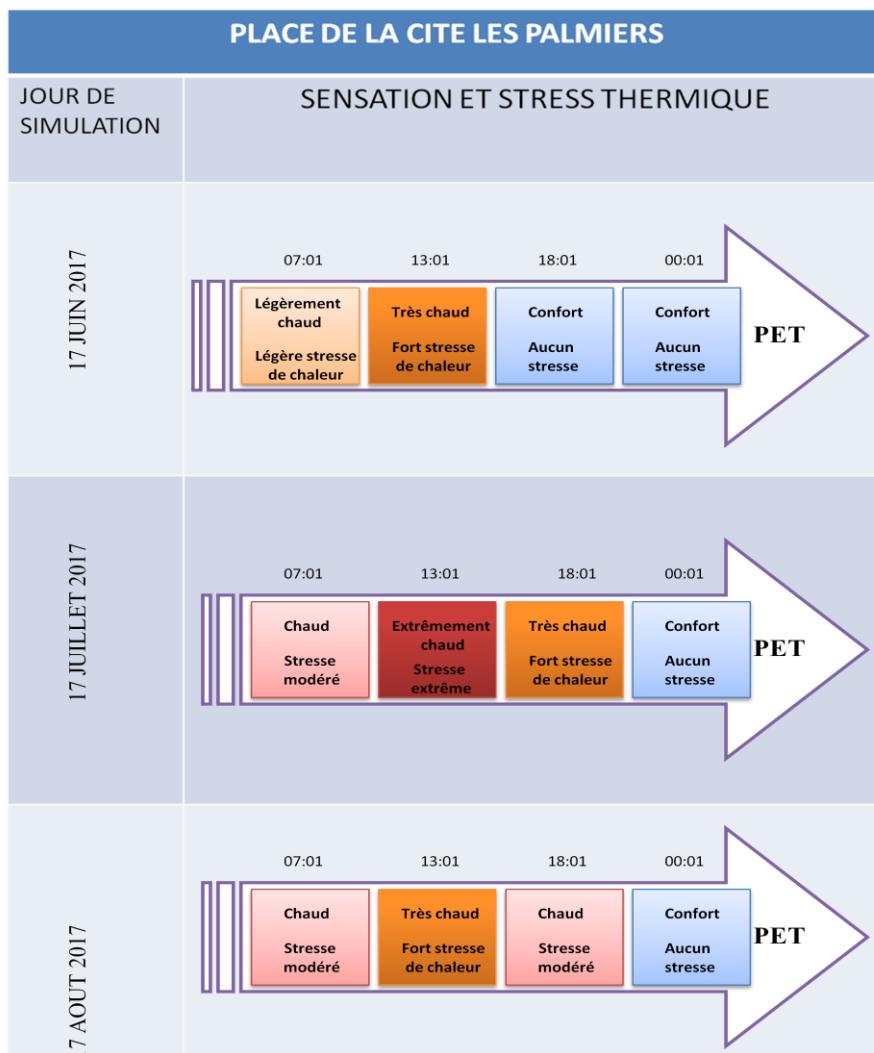 PLACE DE LA CITE LES PALMIERS
JOUR DE
SIMULATION
SENSATION ET STRESS THERMIQUE
17 JUIN 2017
07:01
13:01
18:01
00:01
Légèrement
chaud
Légère stresse
de chaleur
Très chaud
Fort stresse
de chaleur
Confort
Aucun
stresse
Confort
Aucun
stresse
PET
17 JUILLET 2017
07:01
13:01
18:01
00:01
Chaud
Stresse
modéré
Extrêmement
chaud
Stresse
extrême
Très chaud
Fort stresse
de chaleur
Confort
Aucun
stresse
PET
7 AOUT 2017
07:01
13:01
18:01
00:01
Chaud
Stresse
modéré
Très chaud
Fort stresse
de chaleur
Chaud
Stresse
modéré
Confort
Aucun
stresse
PET